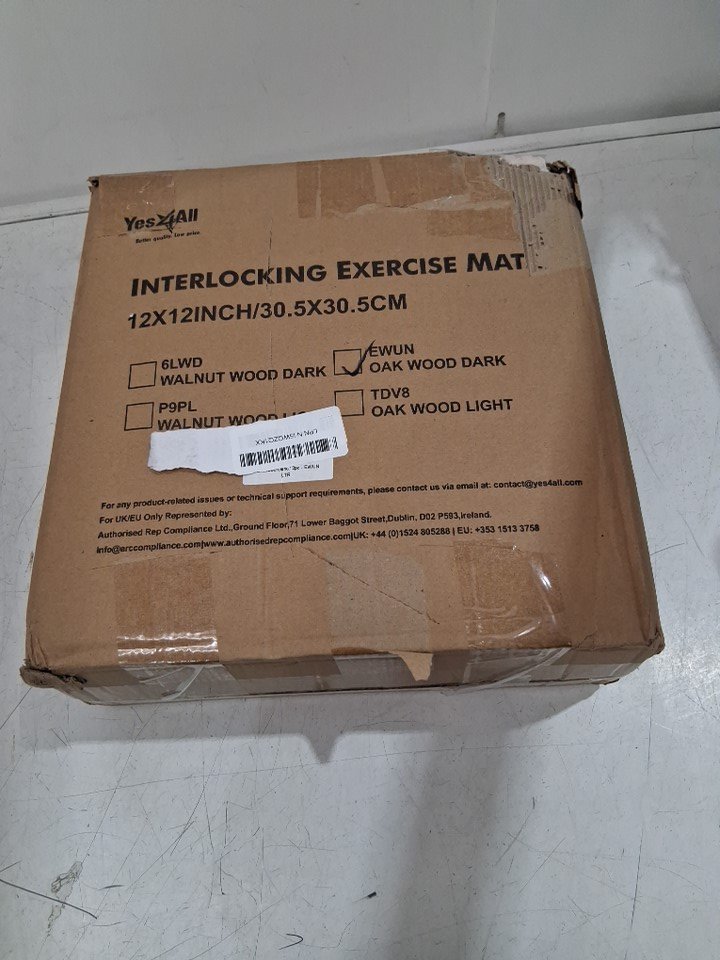 Yes4All
Better quality. Low price.
INTERLOCKING EXERCISE MAT
12X12INCH/30.5X30.5CM
6LWD
WALNUT WOOD DARK
EWUN
OAK WOOD DARK
P9PL
WALNUT WOOD
TDV8
OAK WOOD LIGHT
For any product-related issues or technical support requirements, please contact us via email at: contact@yes4all.com
For UK/EU Only Represented by:
Authorised Rep Compliance Ltd.,Ground Floor,71 Lower Baggot Street,Dublin, D02 P593,Ireland.
info@arccompliance.com|www.authorisedrepcompliance.com|UK: +44 (0)1524 805288 | EU: +353 1513 3758